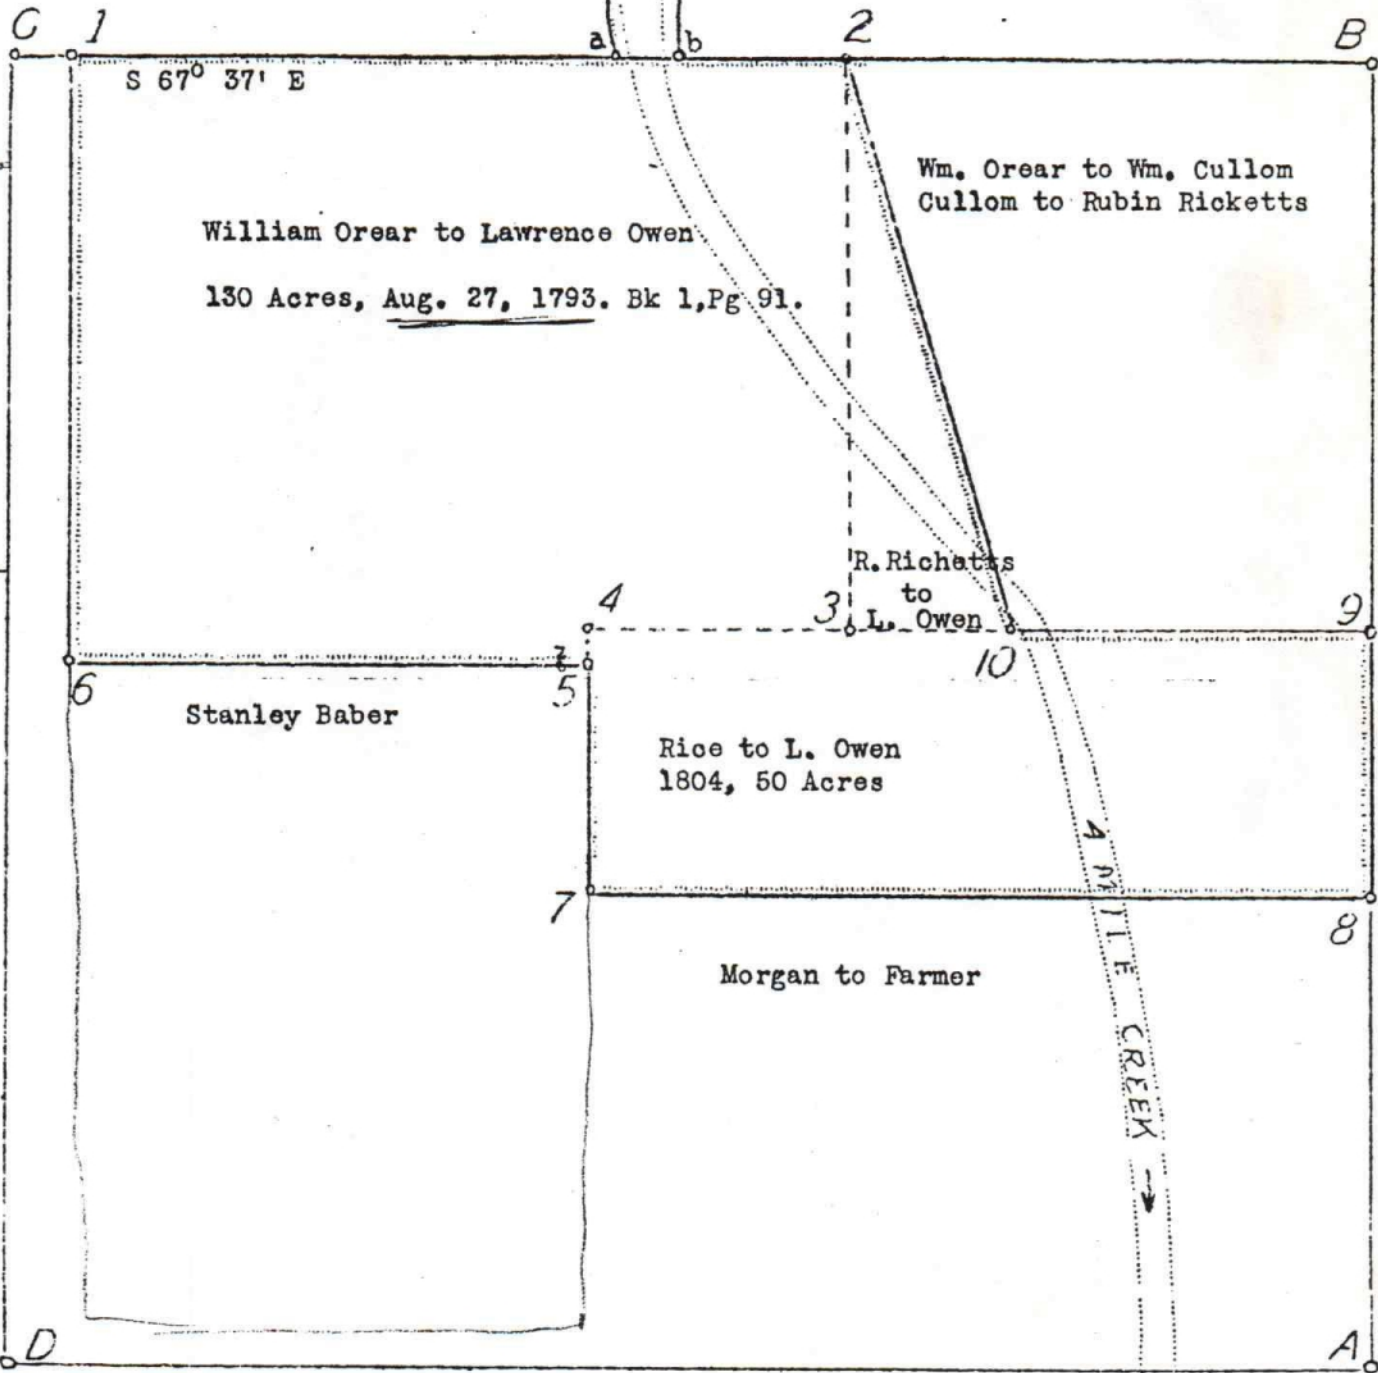 C 1 a b 2 B
S 67° 37' E
Wm. Orear to Wm. Cullom
Cullom to Rubin Ricketts
William Orear to Lawrence Owen
130 Acres, Aug. 27, 1793. Bk 1,Pg 91.
R. Richetts
to
L. Owen
4 3 10 9
6 5
Stanley Baber
Rice to L. Owen
1804, 50 Acres
7 8
Morgan to Farmer
CREEK
D A